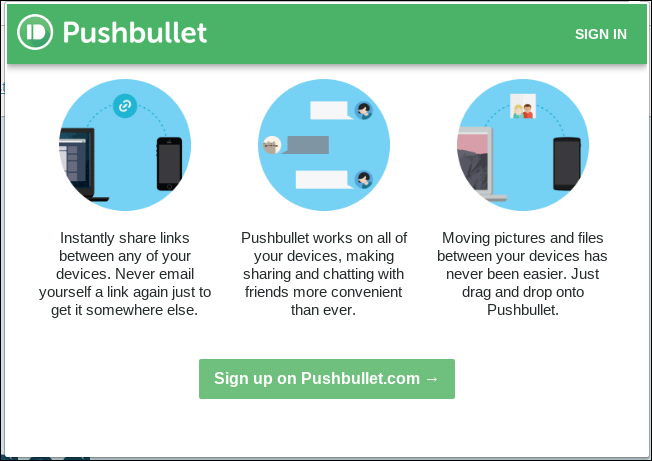 Pushbullet
SIGN IN
Instantly share links
between any of your
devices. Never email
yourself a link again just to
get it somewhere else.
Pushbullet works on all of
your devices, making
sharing and chatting with
friends more convenient
than ever.
Moving pictures and files
between your devices has
never been easier. Just
drag and drop onto
Pushbullet.
Sign up on Pushbullet.com →